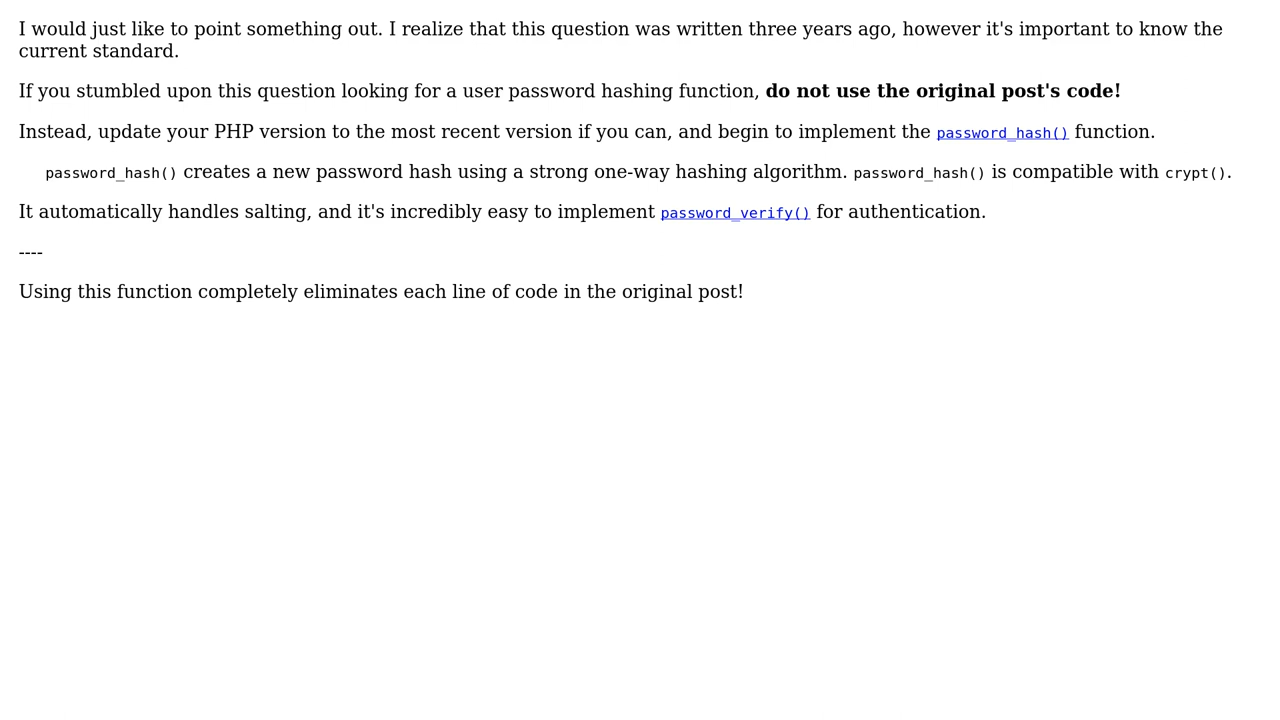 I would just like to point something out. I realize that this question was written three years ago, however it's important to know the
current standard.
If you stumbled upon this question looking for a user password hashing function, do not use the original post's code!
Instead, update your PHP version to the most recent version if you can, and begin to implement the password_hash() function.
password_hash() creates a new password hash using a strong one-way hashing algorithm. password_hash() is compatible with crypt().
It automatically handles salting, and it's incredibly easy to implement password_verify() for authentication.
----
Using this function completely eliminates each line of code in the original post!